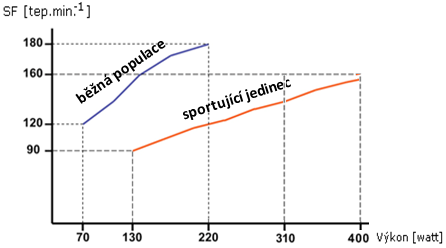 SF [tep.min.-1]
180
160
120
90
běžná populace
sportující jedinec
70 130 220 310 400 Výkon [watt]